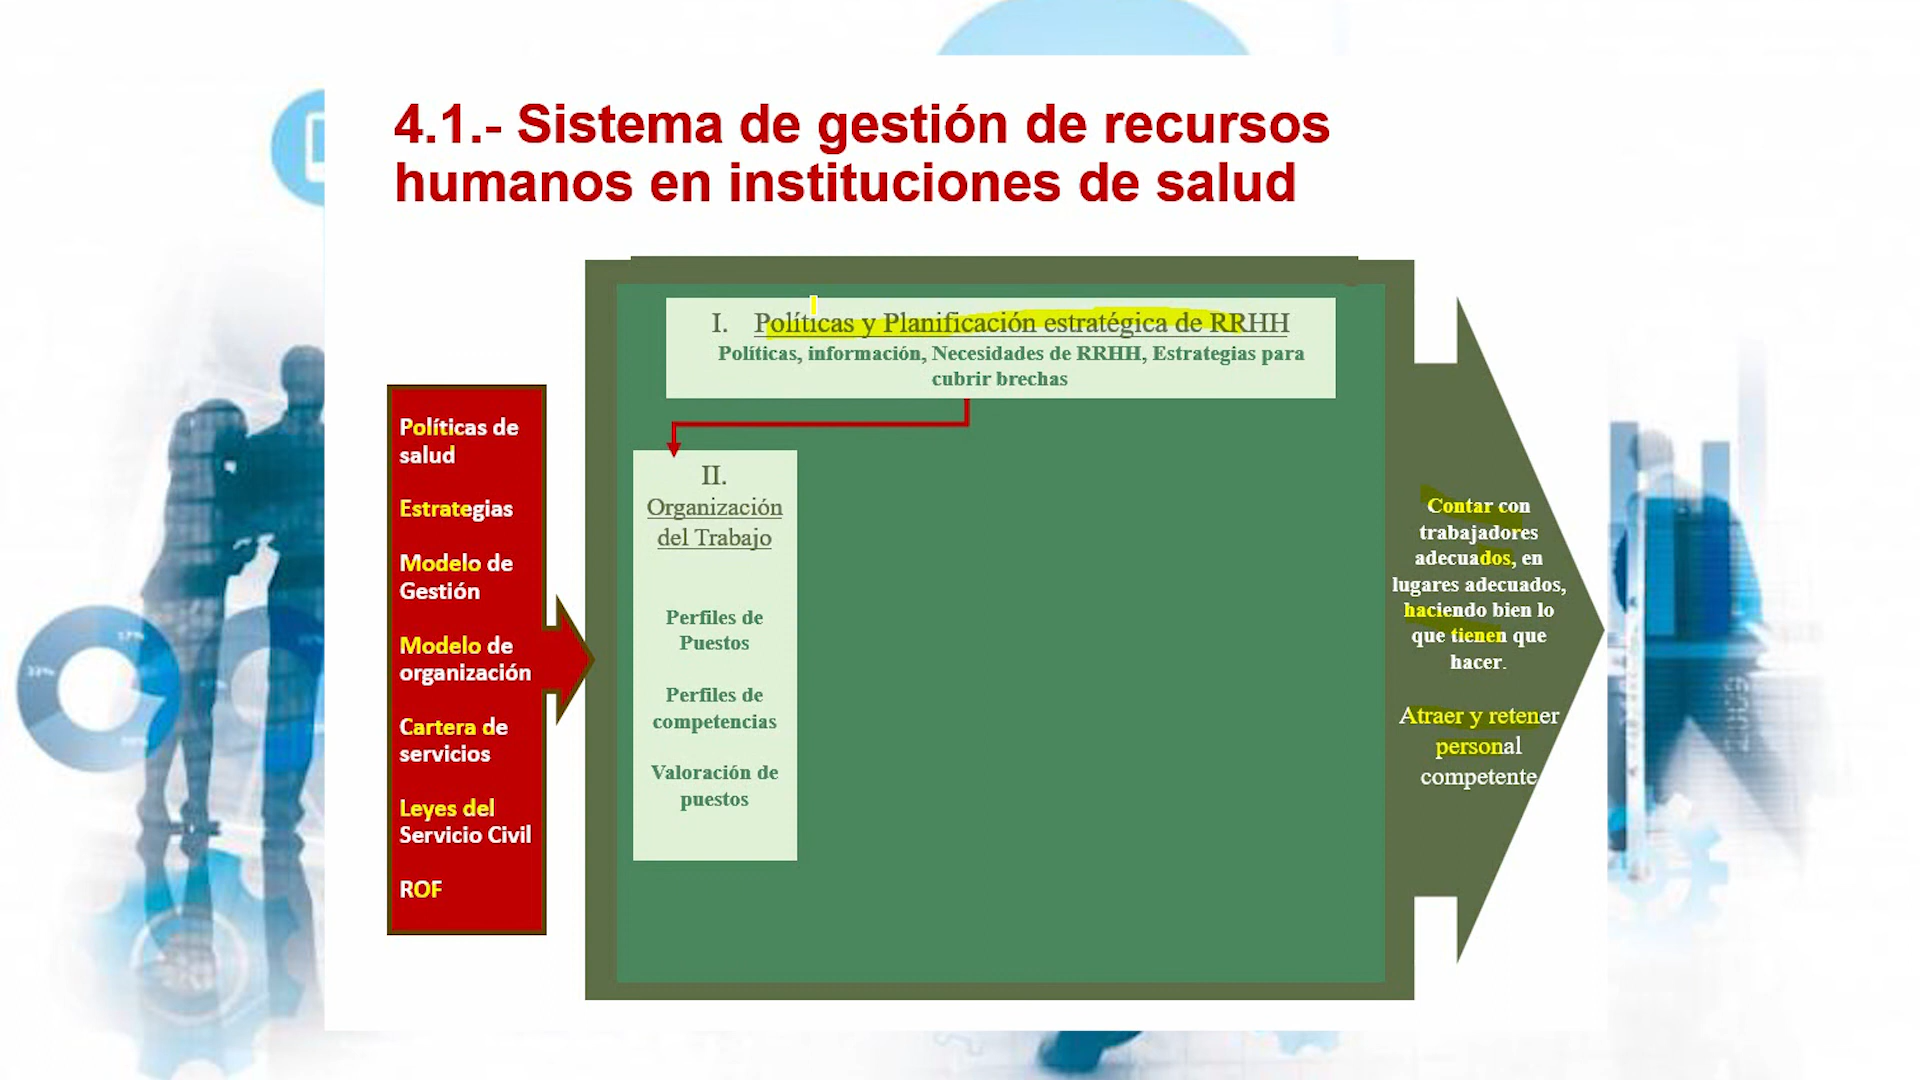 4.1.- Sistema de gestión de recursos
humanos en instituciones de salud
I. Políticas y Planificación estratégica de RRHH
Políticas, información, Necesidades de RRHH, Estrategias para
cubrir brechas
Políticas de
salud
Estrategias
Modelo de
Gestión
Modelo de
organización
Cartera de
servicios
Leyes del
Servicio Civil
ROF
II.
Organización
del Trabajo
Perfiles de
Puestos
Perfiles de
competencias
Valoración de
puestos
Contar con
trabajadores
adecuados, en
lugares adecuados,
haciendo bien lo
que tienen que
hacer.
Atraer y retener
personal
competente